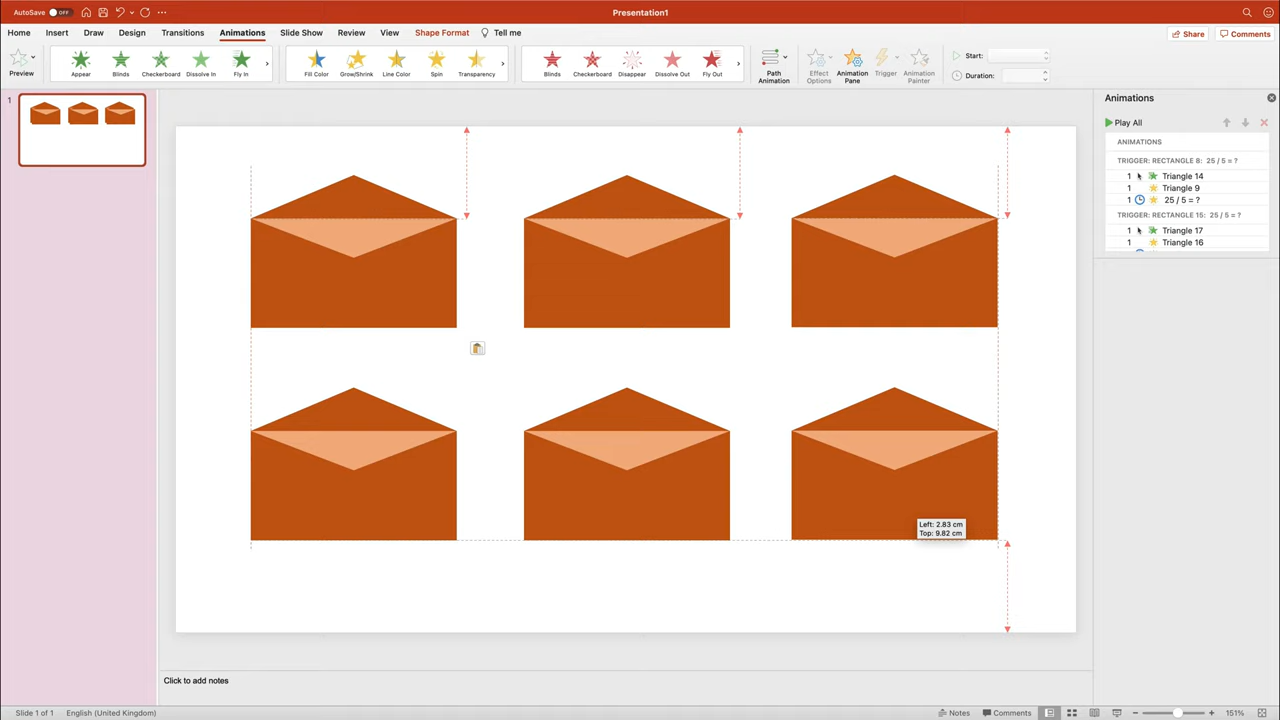 AutoSave OFF
Presentation1
Home Insert Draw Design Transitions Animations Slide Show Review View Shape Format Tell me
Share Comments
Preview
Appear Blinds Checkerboard Dissolve In Fly In
Fill Color Grow/Shrink Line Color Spin Transparency
Blinds Checkerboard Disappear Dissolve Out Fly Out
Path Animation
Effect Options
Animation Pane
Trigger
Animation Painter
Start:
Duration:
1
Animations
Play All
ANIMATIONS
TRIGGER: RECTANGLE 8: 25 / 5 = ?
1 Triangle 14
1 Triangle 9
1 25 / 5 = ?
TRIGGER: RECTANGLE 15: 25 / 5 = ?
1 Triangle 17
1 Triangle 16
Left: 2.83 cm
Top: 9.82 cm
Click to add notes
Slide 1 of 1 English (United Kingdom) Notes Comments 151%